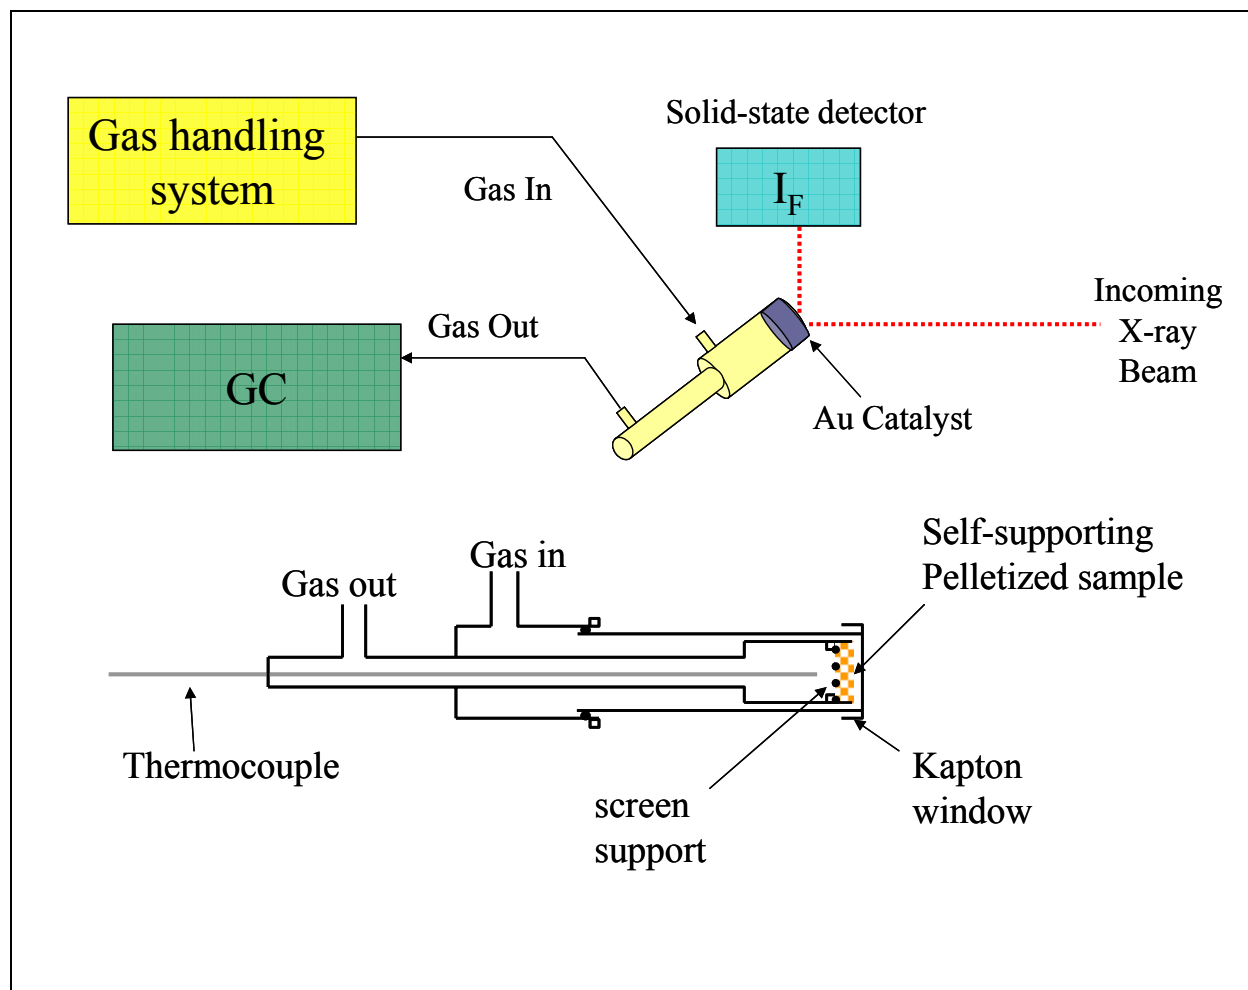 Gas handling
system
Solid-state detector
I_F
Gas In
Gas Out
GC
Incoming
X-ray
Beam
Au Catalyst
Self-supporting
Pelletized sample
Gas in
Gas out
Thermocouple
screen
support
Kapton
window